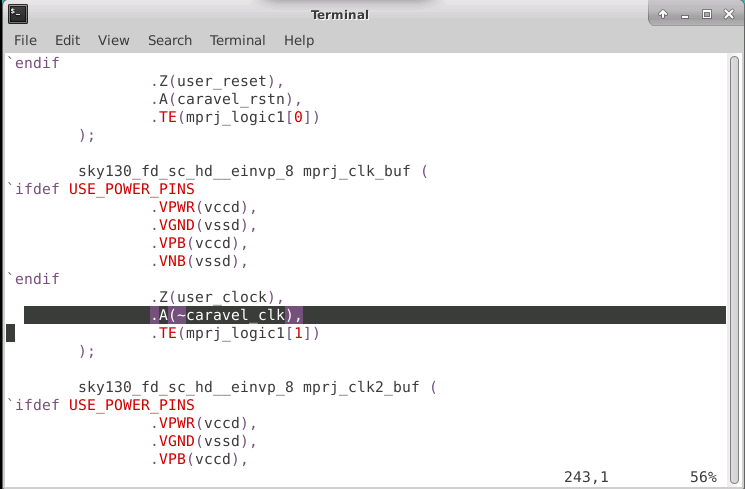 Terminal
File Edit View Search Terminal Help
`endif
.Z(user_reset),
.A(caravel_rstn),
.TE(mprj_logic1[0])
);
sky130_fd_sc_hd__einvp_8 mprj_clk_buf (
`ifdef USE_POWER_PINS
.VPWR(vccd),
.VGND(vssd),
.VPB(vccd),
.VNB(vssd),
`endif
.Z(user_clock),
.A(~caravel_clk),
.TE(mprj_logic1[1])
);
sky130_fd_sc_hd__einvp_8 mprj_clk2_buf (
`ifdef USE_POWER_PINS
.VPWR(vccd),
.VGND(vssd),
.VPB(vccd),
243,1 56%